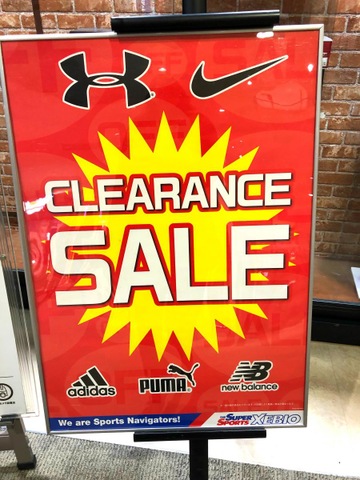 CLEARANCE
SALE
adidas
PUMA
new balance
We are Sports Navigators!
SUPER SPORTS XEBIO